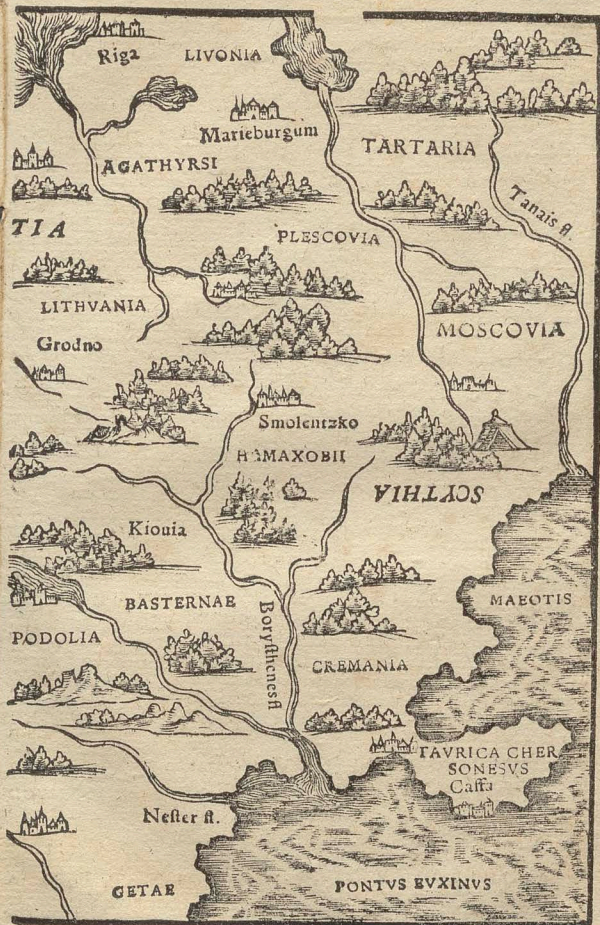 Riga
LIVONIA
Marieburgum
AGATHYRSI
TARTARIA
Tanais fl.
TIA
PLESCOVIA
LITHVANIA
MOSCOVIA
Grodno
Smolentzko
HAMAXOBII
SCYTHIA
Kiouia
BASTERNAE
MAEOTIS
Borysthenes fl
PODOLIA
CREMANIA
TAVRICA CHER
SONESVS
Caffa
Nester fl.
GETAE
PONTVS EVXINVS